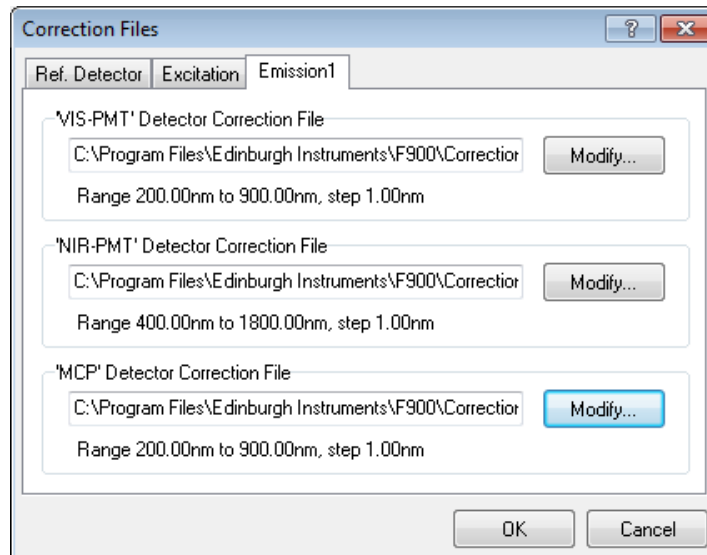 Correction Files
Ref. Detector Excitation Emission1
'VIS-PMT' Detector Correction File
C:\Program Files\Edinburgh Instruments\F900\Correction
Modify...
Range 200.00nm to 900.00nm, step 1.00nm
'NIR-PMT' Detector Correction File
C:\Program Files\Edinburgh Instruments\F900\Correction
Modify...
Range 400.00nm to 1800.00nm, step 1.00nm
'MCP' Detector Correction File
C:\Program Files\Edinburgh Instruments\F900\Correction
Modify...
Range 200.00nm to 900.00nm, step 1.00nm
OK Cancel